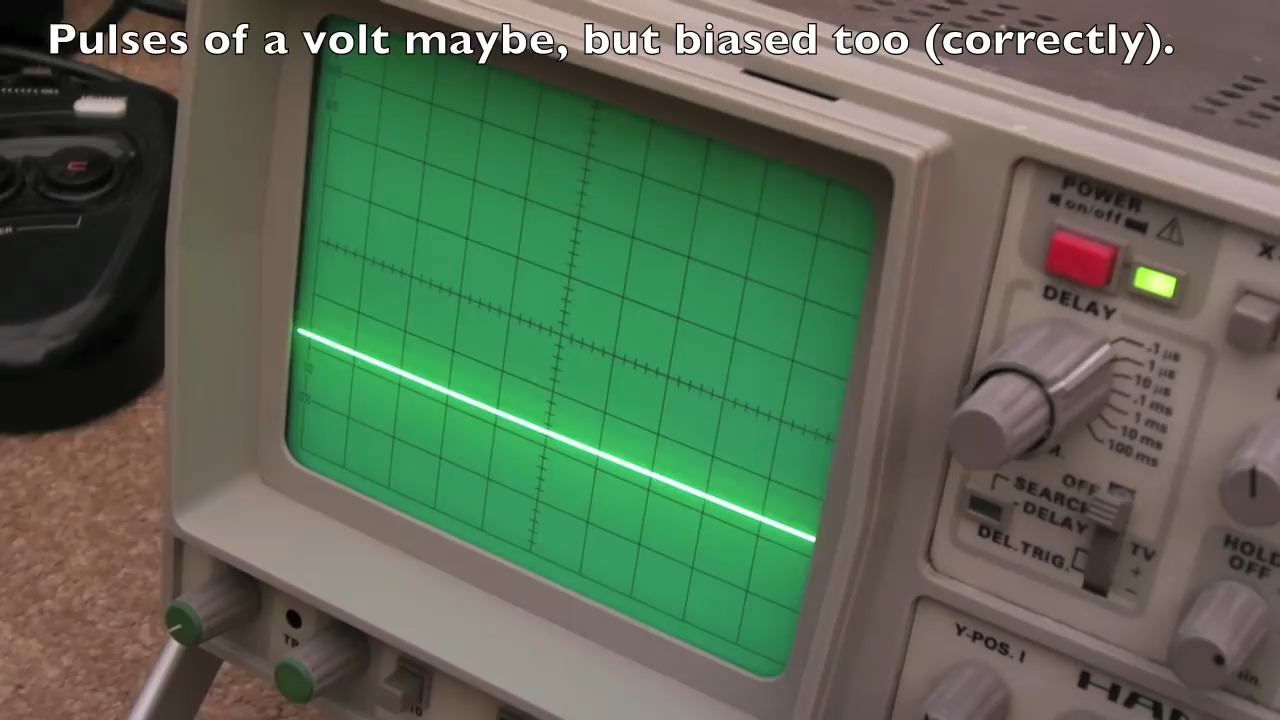 Pulses of a volt maybe, but biased too (correctly).
POWER
on/off
DELAY
.1 µs
1 µs
10 µs
.1 ms
1 ms
10 ms
100 ms
OFF
SEARCH
DELAY
DEL.TRIG.
TV
+
-
HOLD
OFF
Y-POS. I
10